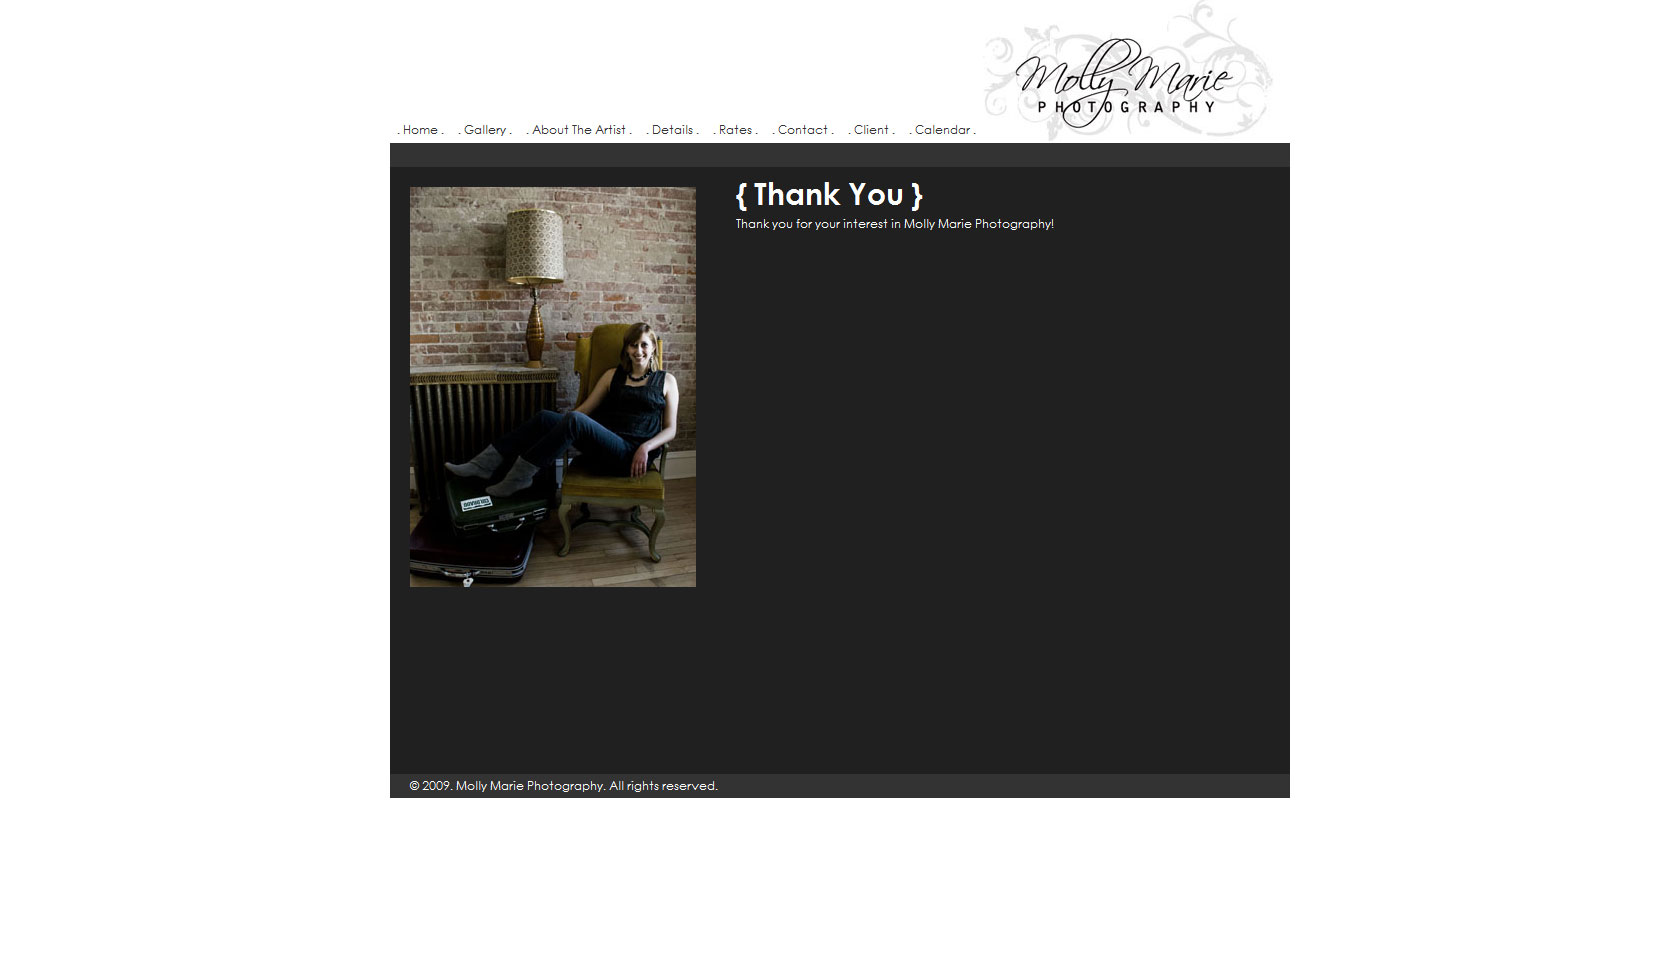 Molly Marie
PHOTOGRAPHY
. Home . . Gallery . . About The Artist . . Details . . Rates . . Contact . . Client . . Calendar .
{ Thank You }
Thank you for your interest in Molly Marie Photography!
COLORADO
© 2009. Molly Marie Photography. All rights reserved.